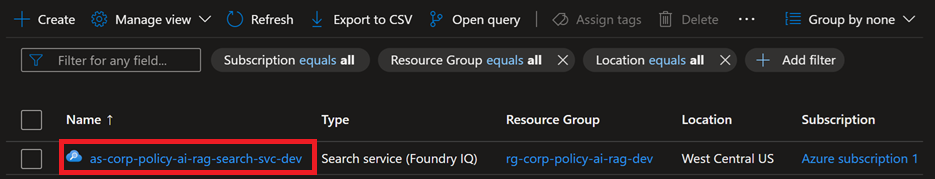 Create Manage view Refresh Export to CSV Open query Assign tags Delete ... Group by none
Filter for any field... Subscription equals all Resource Group equals all Location equals all Add filter
Name ↑ Type Resource Group Location Subscription
as-corp-policy-ai-rag-search-svc-dev Search service (Foundry IQ) rg-corp-policy-ai-rag-dev West Central US Azure subscription 1